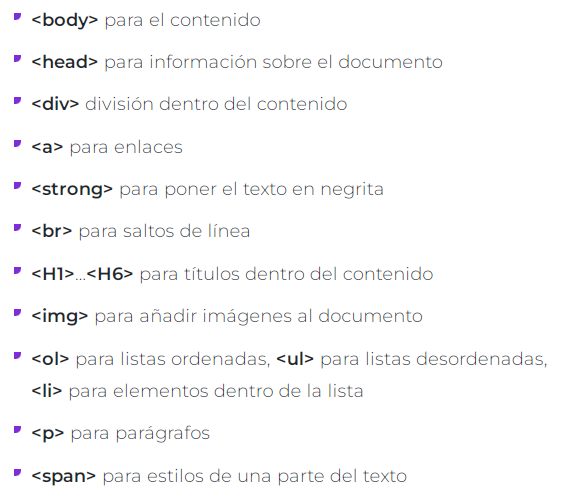 <body> para el contenido
<head> para información sobre el documento
<div> división dentro del contenido
<a> para enlaces
<strong> para poner el texto en negrita
<br> para saltos de línea
<H1>...<H6> para títulos dentro del contenido
<img> para añadir imágenes al documento
<ol> para listas ordenadas, <ul> para listas desordenadas,
<li> para elementos dentro de la lista
<p> para parágrafos
<span> para estilos de una parte del texto